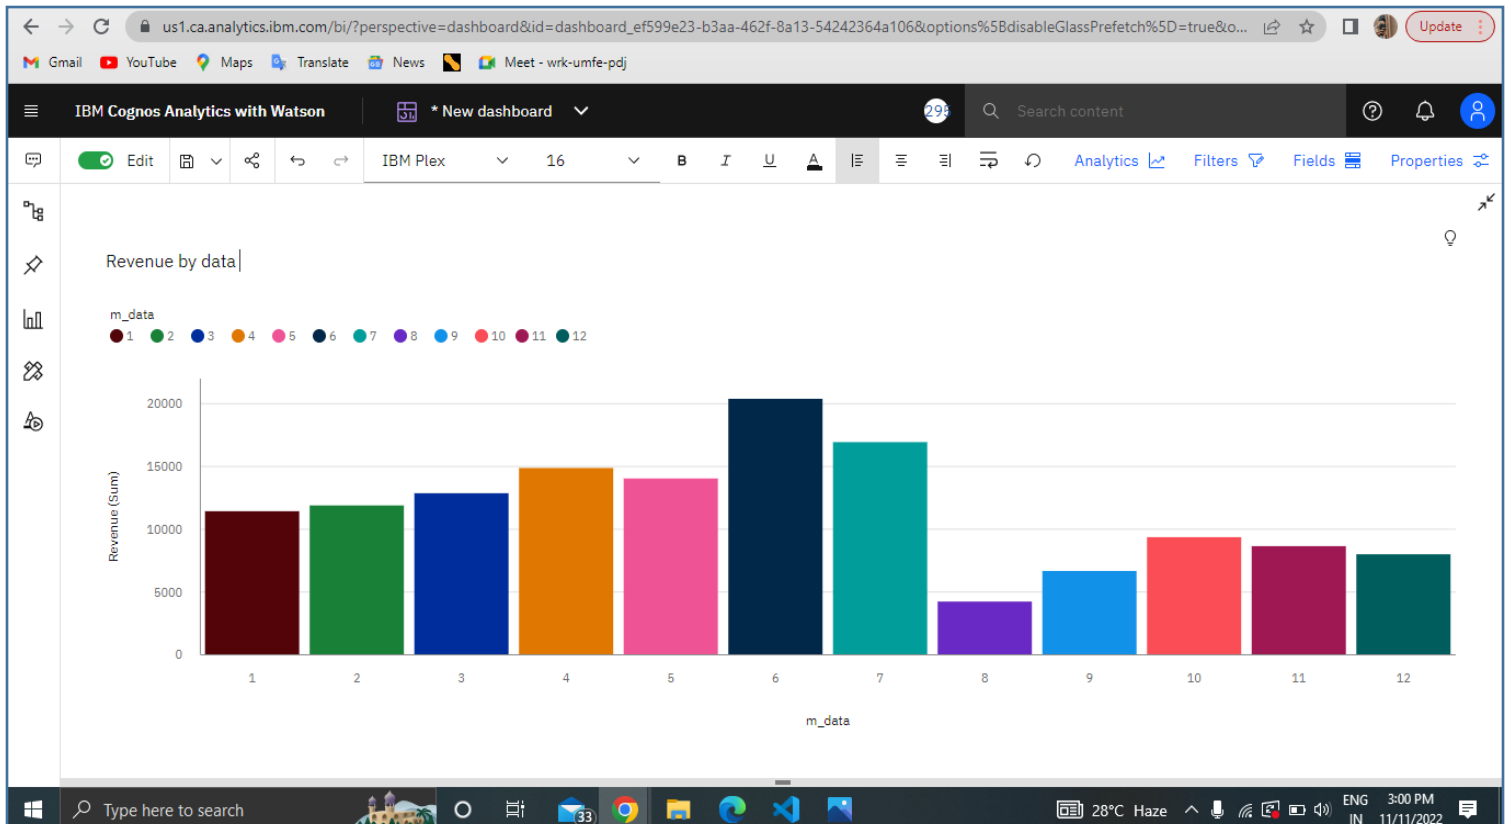 us1.ca.analytics.ibm.com/bi/?perspective=dashboard&id=dashboard_ef599e23-b3aa-462f-8a13-54242364a106&options%5BdisableGlassPrefetch%5D=true&o...
Update
Gmail YouTube Maps Translate News Meet - wrk-umfe-pdj
IBM Cognos Analytics with Watson * New dashboard 295 Search content
Edit IBM Plex 16 B I U A Analytics Filters Fields Properties
Revenue by data
m_data
1 2 3 4 5 6 7 8 9 10 11 12
20000
15000
10000
5000
0
Revenue (Sum)
1 2 3 4 5 6 7 8 9 10 11 12
m_data
Type here to search 33 28°C Haze ENG 3:00 PM
IN 11/11/2022